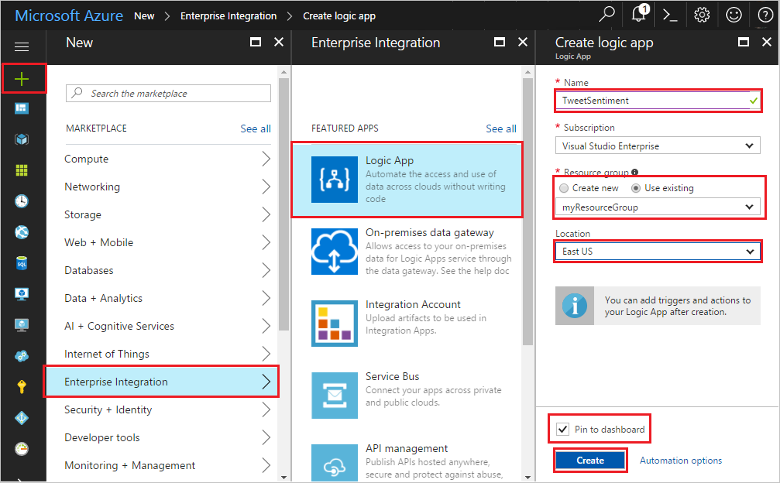 Microsoft Azure New > Enterprise Integration > Create logic app
1
New
Search the marketplace
MARKETPLACE See all
Compute
Networking
Storage
Web + Mobile
Databases
Data + Analytics
AI + Cognitive Services
Internet of Things
Enterprise Integration
Security + Identity
Developer tools
Monitoring + Management
Enterprise Integration
FEATURED APPS See all
Logic App
Automate the access and use of
data across clouds without writing
code
On-premises data gateway
Allows access to your on-premises
data for Logic Apps service through
the data gateway. See the help doc
Integration Account
Upload artifacts to be used in
Integration Apps.
Service Bus
Connect your apps across private
and public clouds.
API management
Publish APIs hosted anywhere,
secure and protect against abuse,
Create logic app
Logic App
* Name
TweetSentiment
* Subscription
Visual Studio Enterprise
* Resource group
Create new Use existing
myResourceGroup
Location
East US
You can add triggers and actions to
your Logic App after creation.
Pin to dashboard
Create Automation options